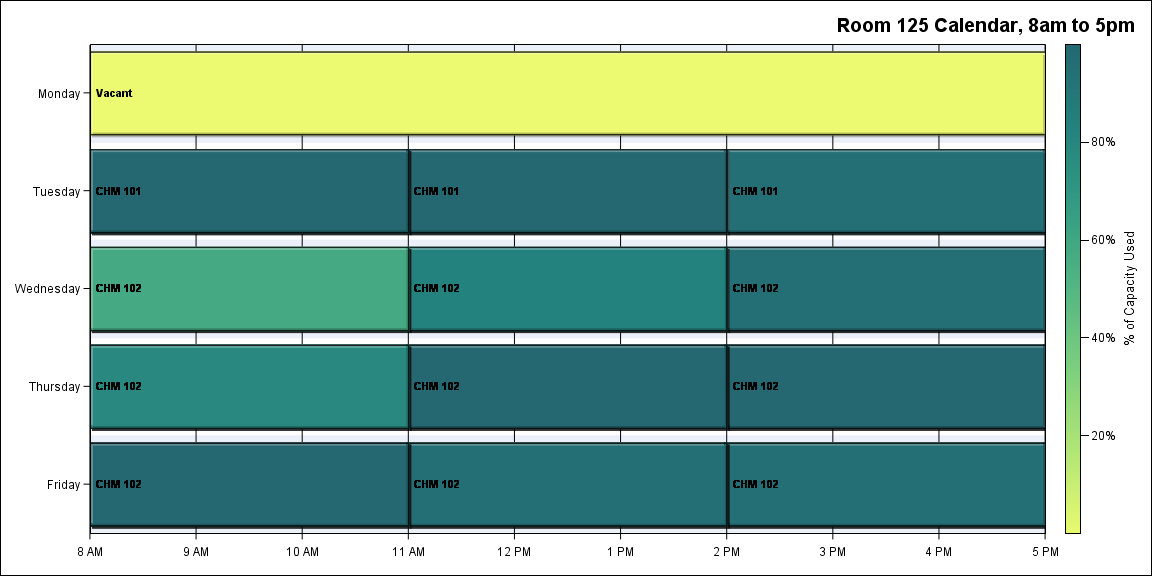 Room 125 Calendar, 8am to 5pm
Monday
Vacant
Tuesday
CHM 101
CHM 101
CHM 101
Wednesday
CHM 102
CHM 102
CHM 102
Thursday
CHM 102
CHM 102
CHM 102
Friday
CHM 102
CHM 102
CHM 102
8 AM
9 AM
10 AM
11 AM
12 PM
1 PM
2 PM
3 PM
4 PM
5 PM
80%
60%
40%
20%
% of Capacity Used